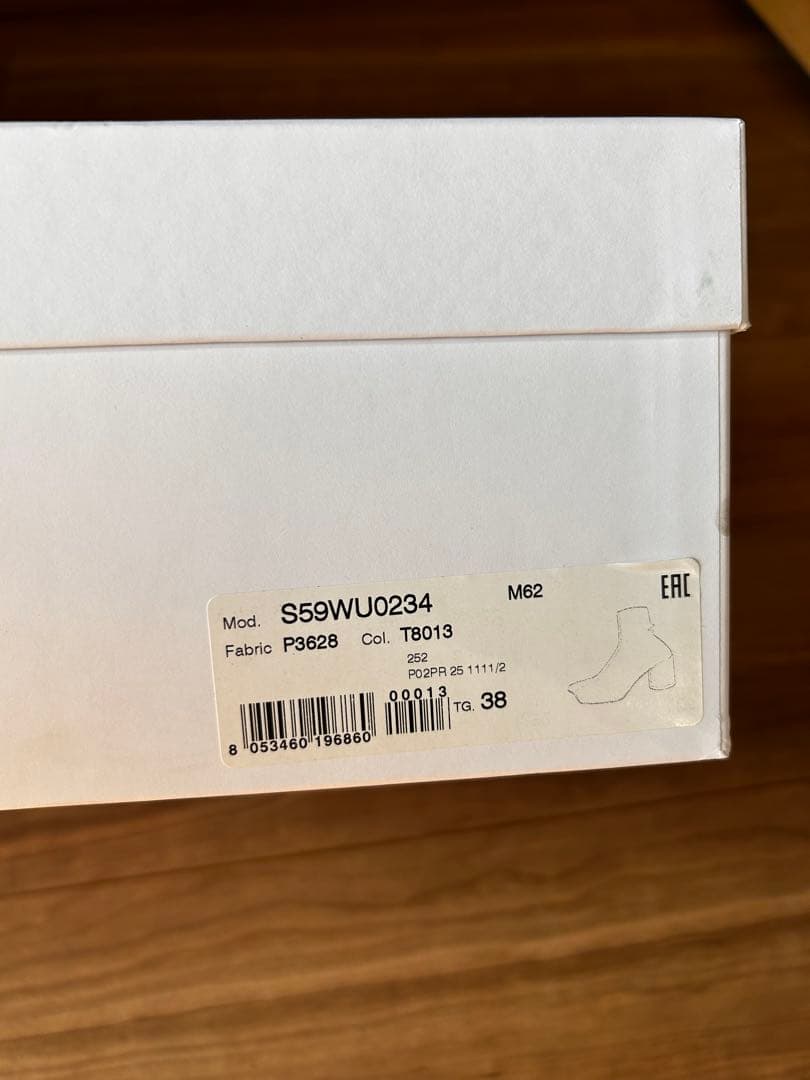 Mod. S59WU0234 M62 EAC
Fabric P3628 Col. T8013
252
P02PR 25 1111/2
00013
TG. 38
8 053460 196860